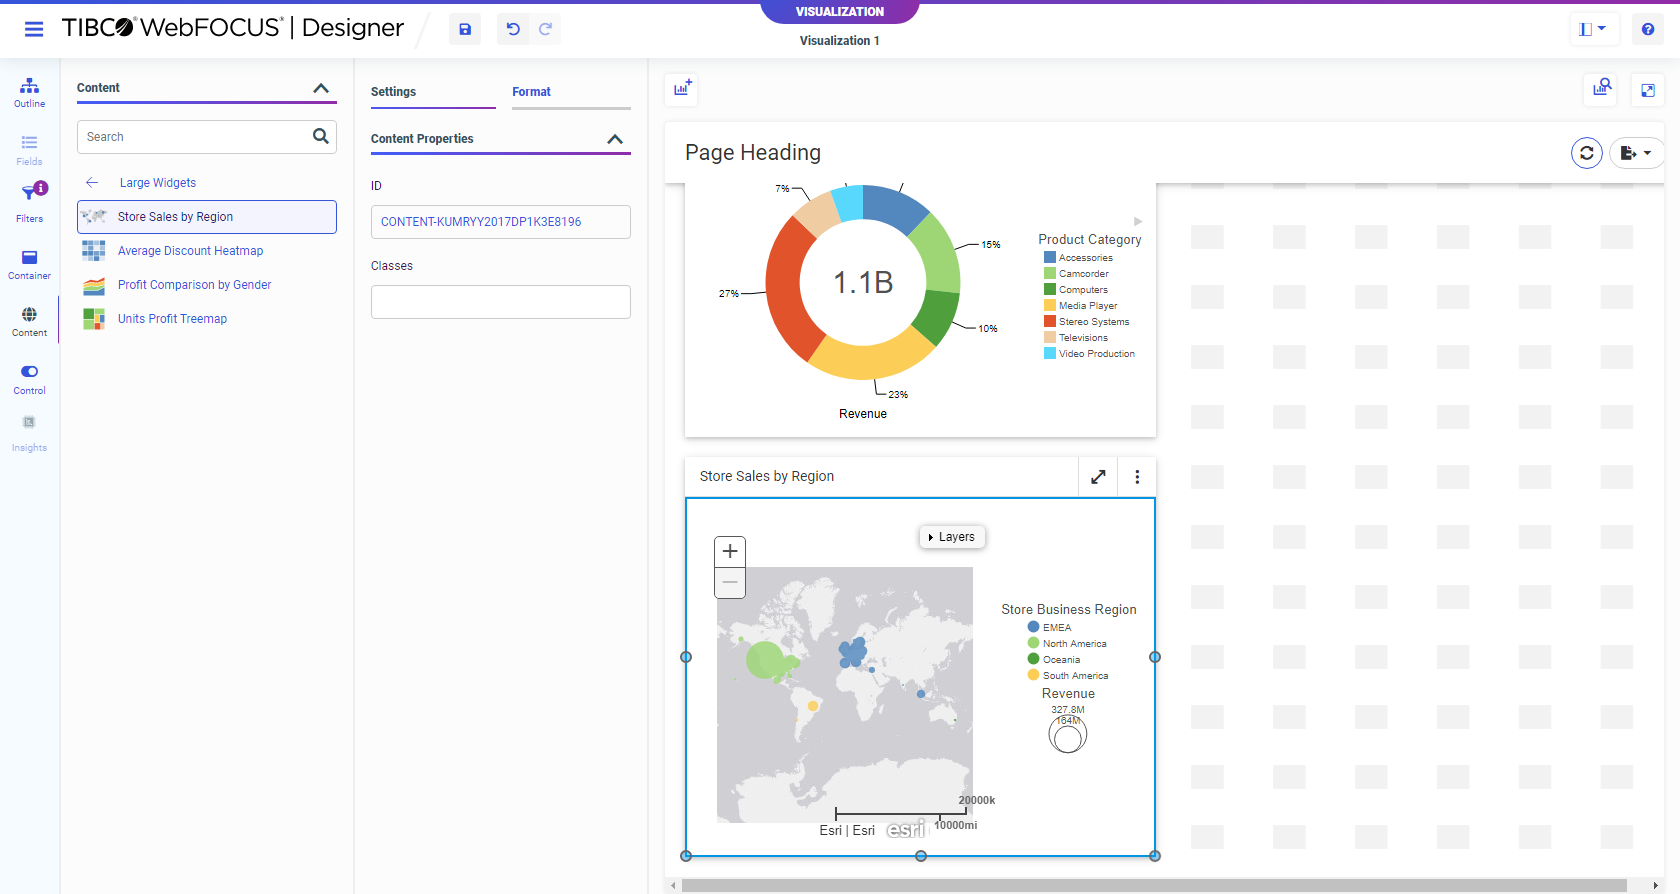 VISUALIZATION
TIBCO® WebFOCUS® | Designer
Visualization 1
Outline
Fields
Filters
Container
Content
Control
Insights
Content
Search
Large Widgets
Store Sales by Region
Average Discount Heatmap
Profit Comparison by Gender
Units Profit Treemap
Settings
Format
Content Properties
ID
CONTENT-KUMRYY2017DP1K3E8196
Classes
Page Heading
7%
15%
27%
1.1B
10%
23%
Revenue
Product Category
Accessories
Camcorder
Computers
Media Player
Stereo Systems
Televisions
Video Production
Store Sales by Region
Layers
+
−
Store Business Region
EMEA
North America
Oceania
South America
Revenue
327.8M
164M
20000k
10000mi
Esri | Esri
esri